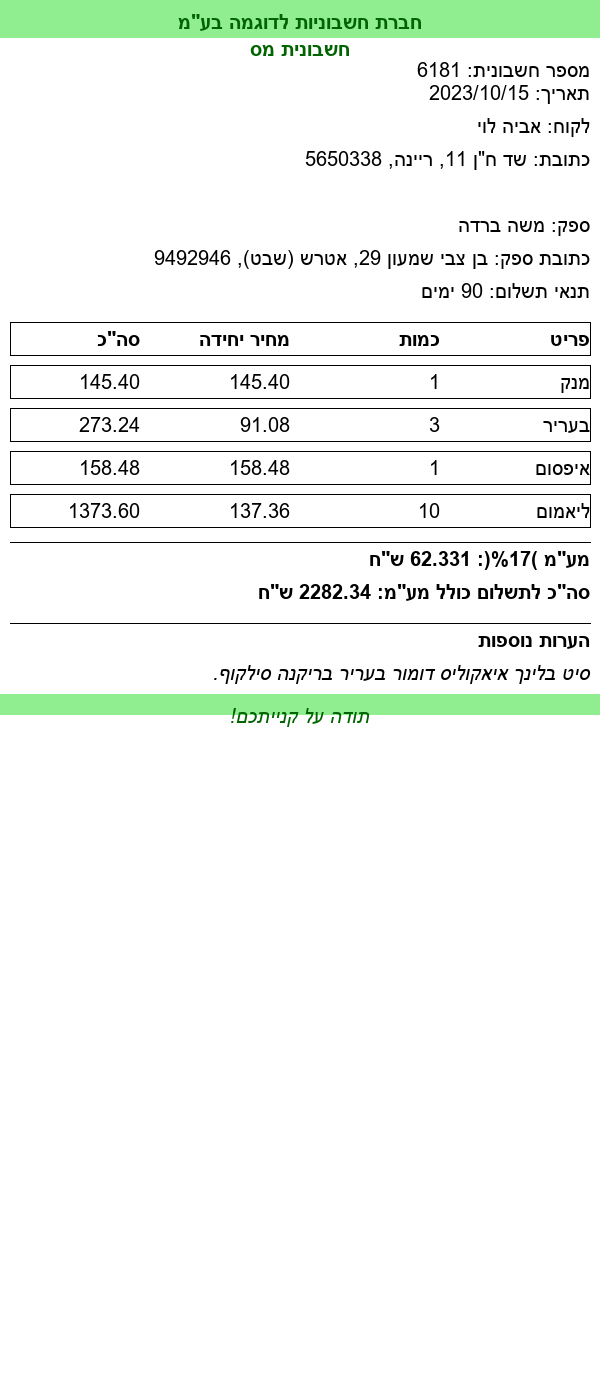 חברת חשבוניות לדוגמה בע"מ
חשבונית מס
מספר חשבונית: 6181
תאריך: 2023/10/15
לקוח: אביה לוי
כתובת: שד ח"ן 11, ריינה, 5650338
ספק: משה ברדה
כתובת ספק: בן צבי שמעון 29, אטרש (שבט), 9492946
תנאי תשלום: 90 ימים
פריט כמות מחיר יחידה סה"כ
מנק 1 145.40 145.40
בעריר 3 91.08 273.24
איפסום 1 158.48 158.48
ליאמום 10 137.36 1373.60
מע"מ )17%(: 62.331 ש"ח
סה"כ לתשלום כולל מע"מ: 2282.34 ש"ח
הערות נוספות
סיט בלינך איאקוליס דומור בעריר בריקנה סילקוף.
תודה על קנייתכם!